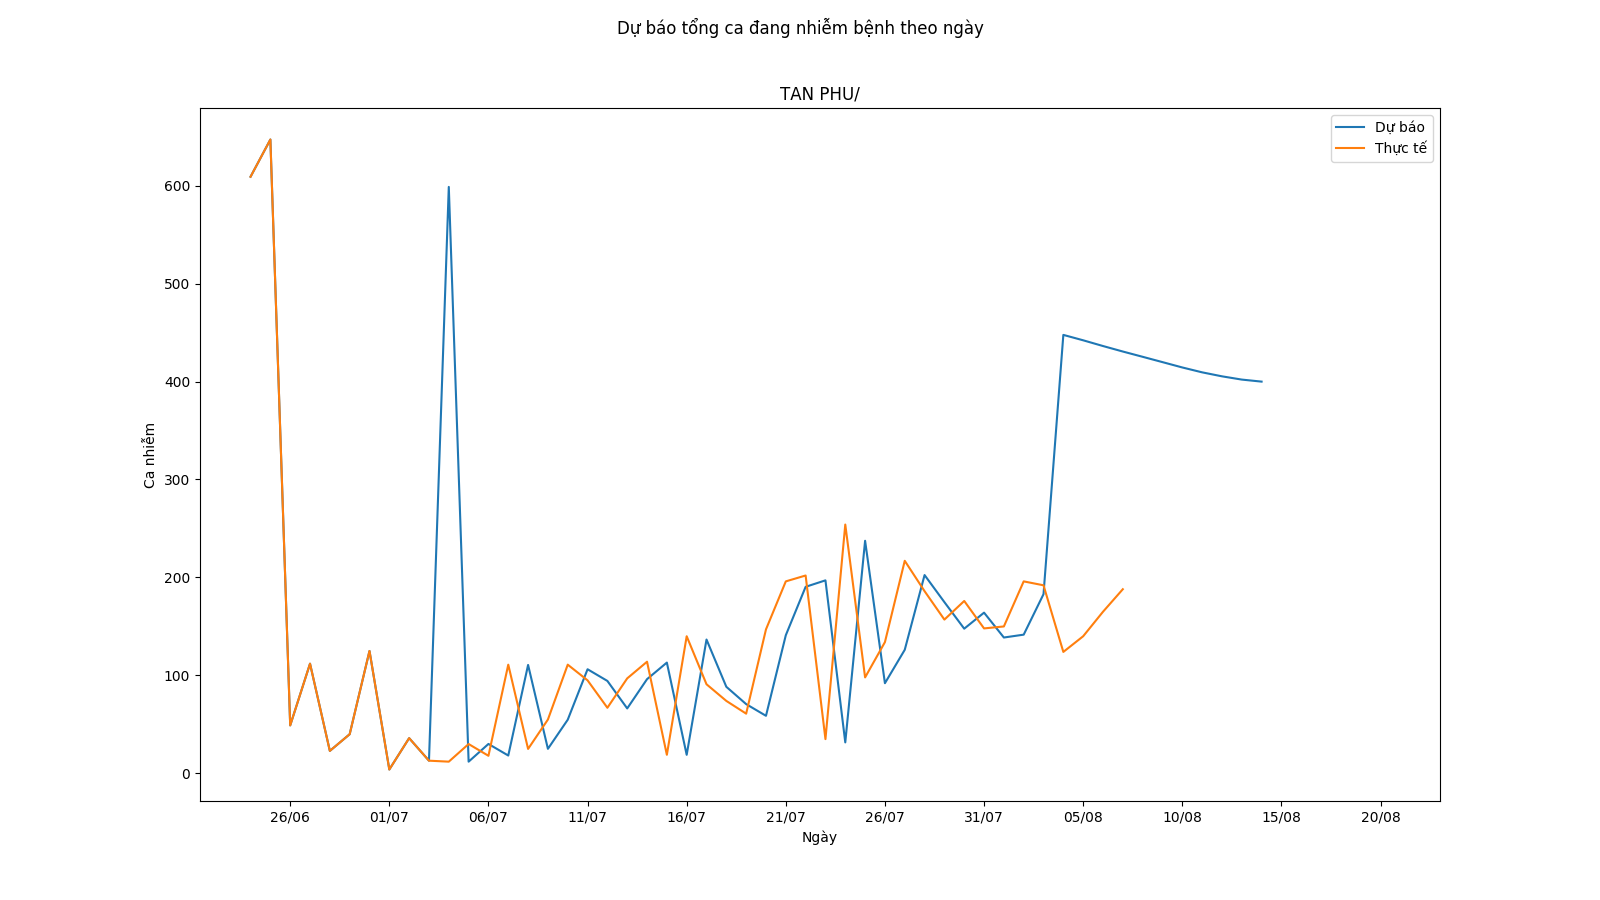 Dự báo tổng ca đang nhiễm bệnh theo ngày
TAN PHU/
Dự báo
Thực tế
600
500
400
300
200
100
0
Ca nhiễm
26/06 01/07 06/07 11/07 16/07 21/07 26/07 31/07 05/08 10/08 15/08 20/08
Ngày